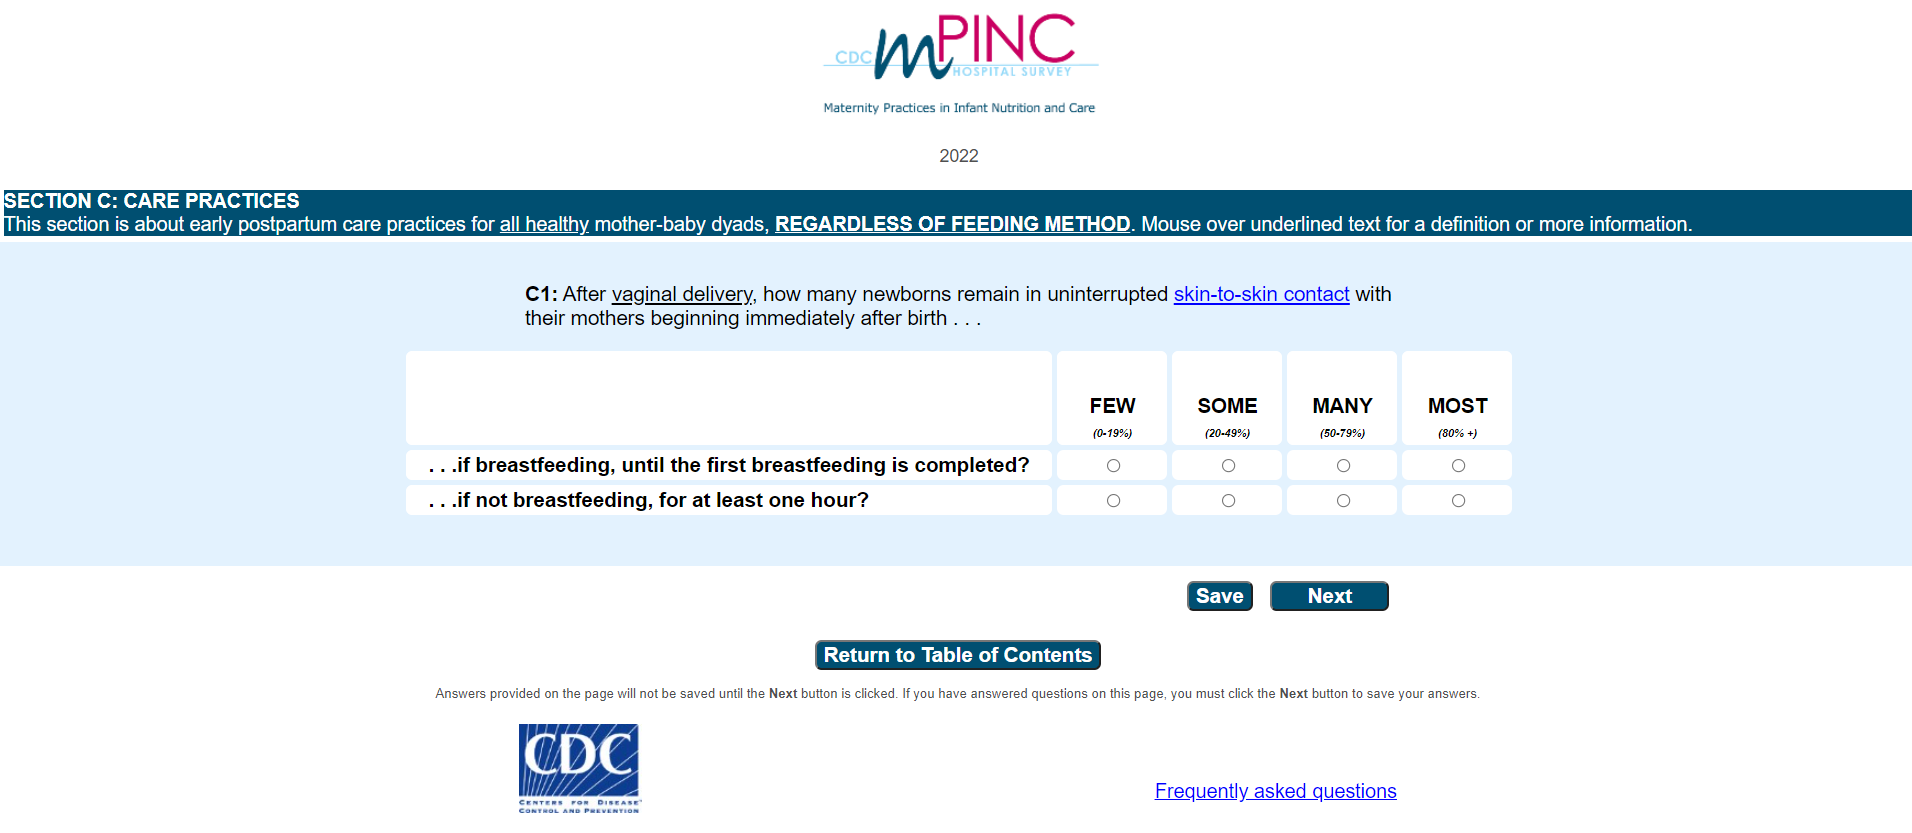 CDC mPINC
HOSPITAL SURVEY
Maternity Practices in Infant Nutrition and Care
2022
SECTION C: CARE PRACTICES
This section is about early postpartum care practices for all healthy mother-baby dyads, REGARDLESS OF FEEDING METHOD. Mouse over underlined text for a definition or more information.
C1: After vaginal delivery, how many newborns remain in uninterrupted skin-to-skin contact with
their mothers beginning immediately after birth . . .
FEW SOME MANY MOST
(0-19%) (20-49%) (50-79%) (80% +)
. . .if breastfeeding, until the first breastfeeding is completed?
. . .if not breastfeeding, for at least one hour?
Save Next
Return to Table of Contents
Answers provided on the page will not be saved until the Next button is clicked. If you have answered questions on this page, you must click the Next button to save your answers.
CDC
CENTERS FOR DISEASE™
CONTROL AND PREVENTION
Frequently asked questions